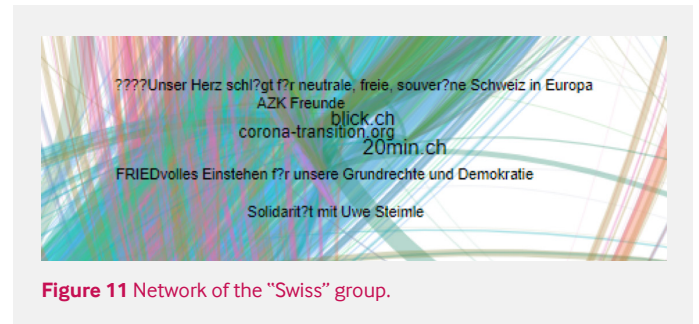 ????Unser Herz schl?gt f?r neutrale, freie, souver?ne Schweiz in Europa
AZK Freunde
blick.ch
corona-transition.org
20min.ch
FRIEDvolles Einstehen f?r unsere Grundrechte und Demokratie
Solidarit?t mit Uwe Steimle
Figure 11 Network of the "Swiss" group.